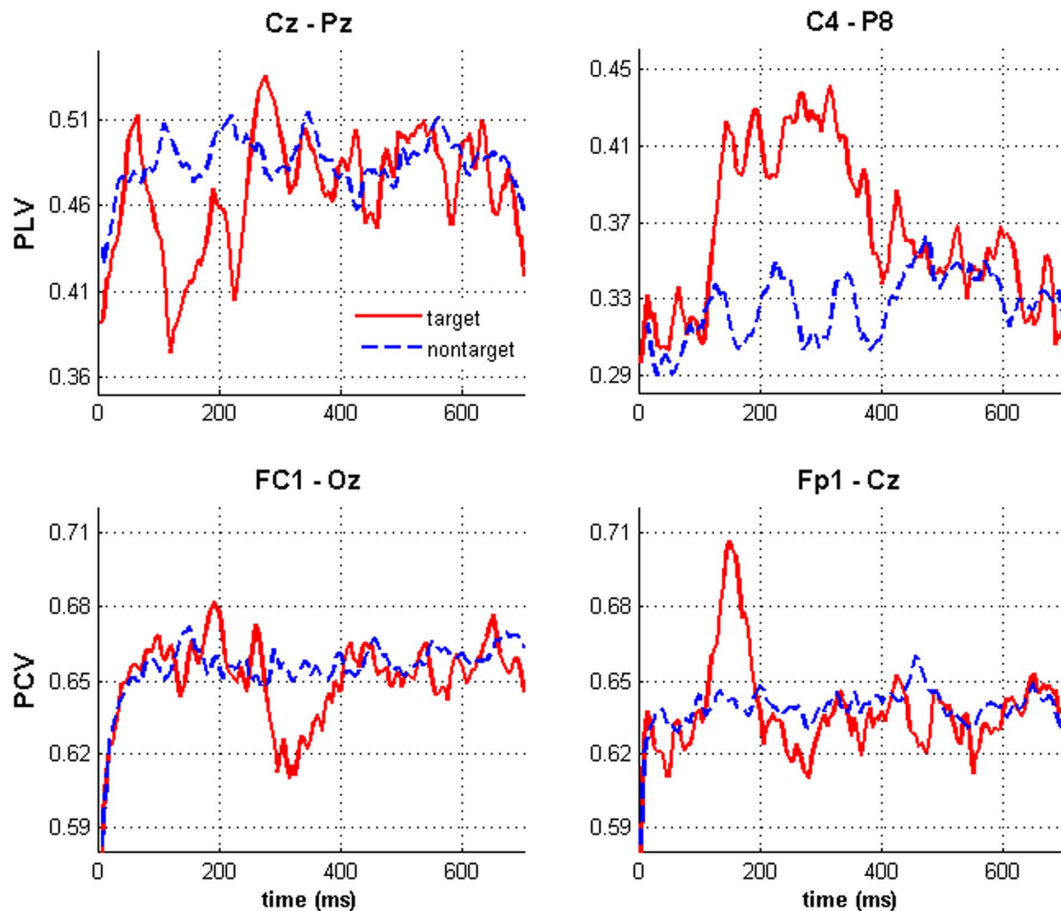 Cz - Pz
C4 - P8
PLV
0.51
0.46
0.41
0.36
0 200 400 600
target
nontarget
0.45
0.41
0.37
0.33
0.29
0 200 400 600
FC1 - Oz
Fp1 - Cz
PCV
0.71
0.68
0.65
0.62
0.59
0 200 400 600
time (ms)
0.71
0.68
0.65
0.62
0.59
0 200 400 600
time (ms)